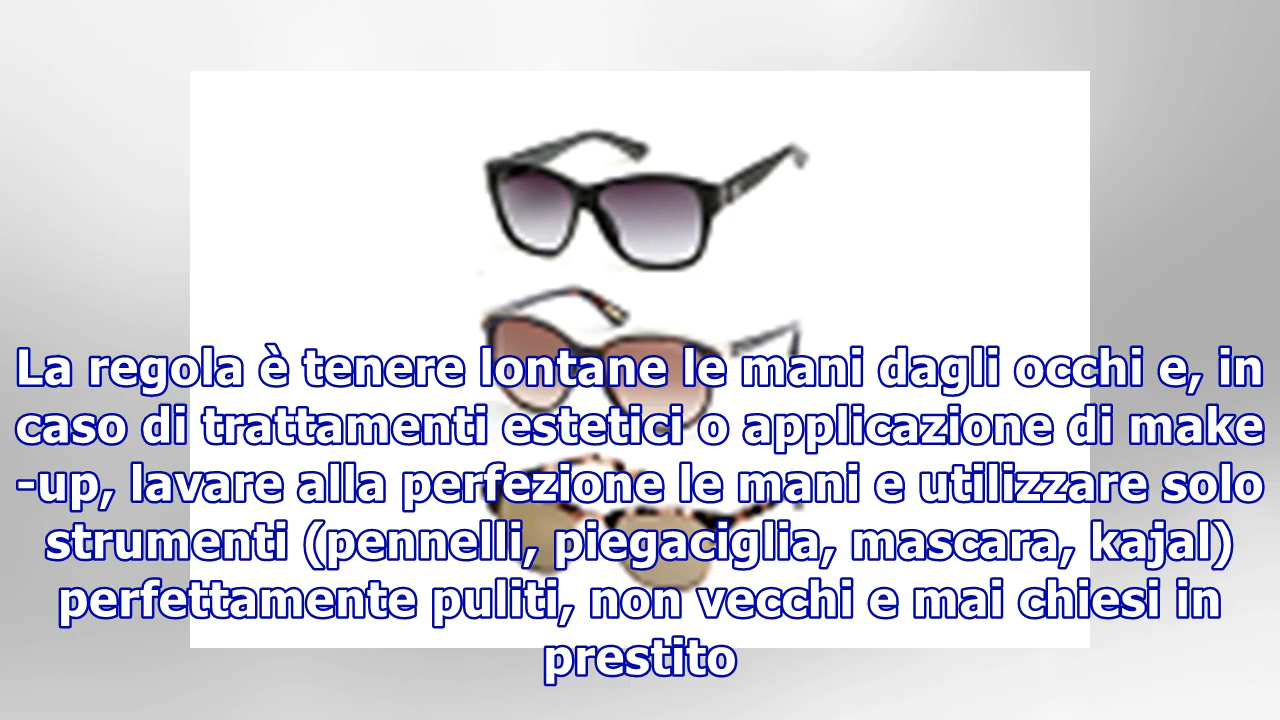 La regola è tenere lontane le mani dagli occhi e, in
caso di trattamenti estetici o applicazione di make
-up, lavare alla perfezione le mani e utilizzare solo
strumenti (pennelli, piegaciglia, mascara, kajal)
perfettamente puliti, non vecchi e mai chiesi in
prestito